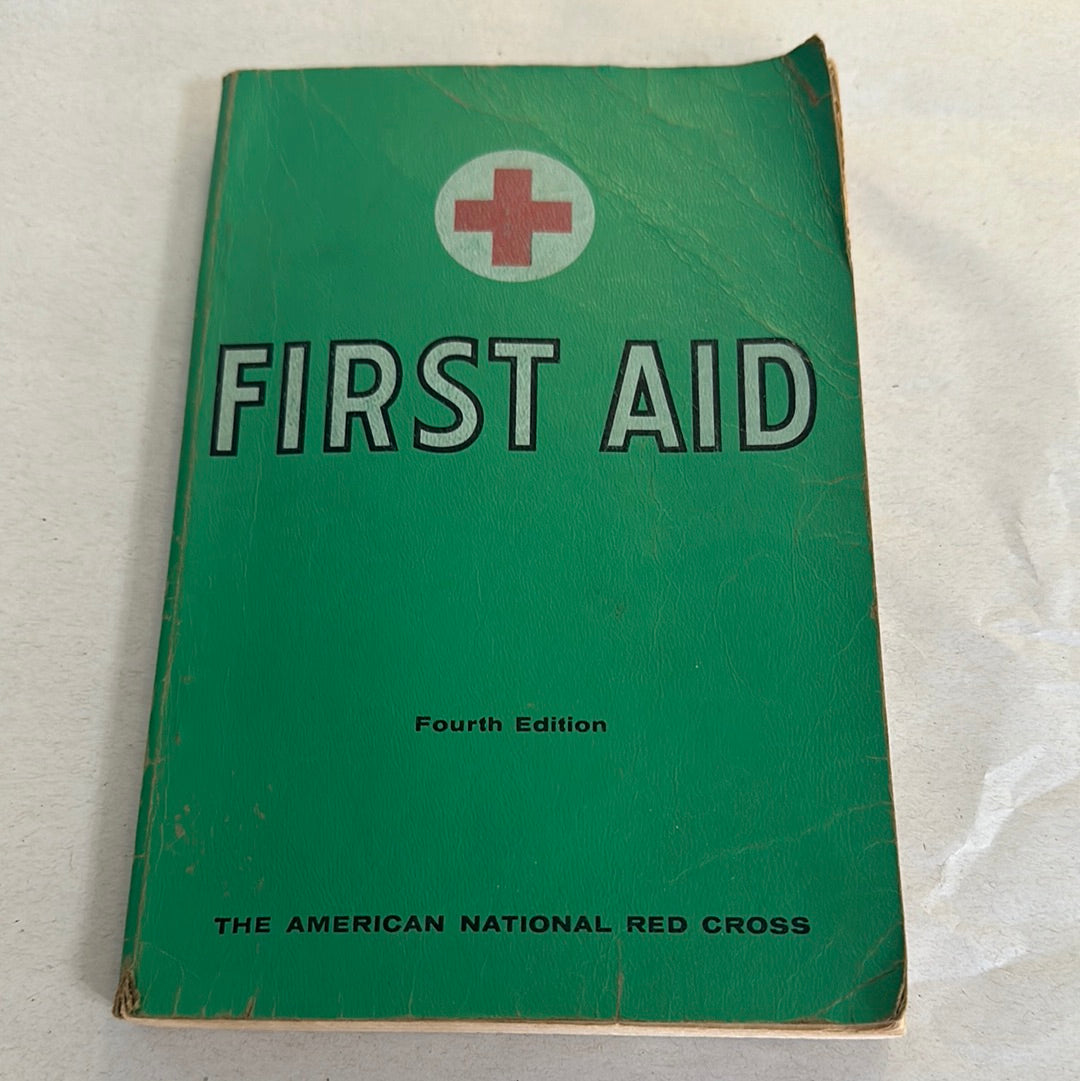 FIRST AID
Fourth Edition
THE AMERICAN NATIONAL RED CROSS